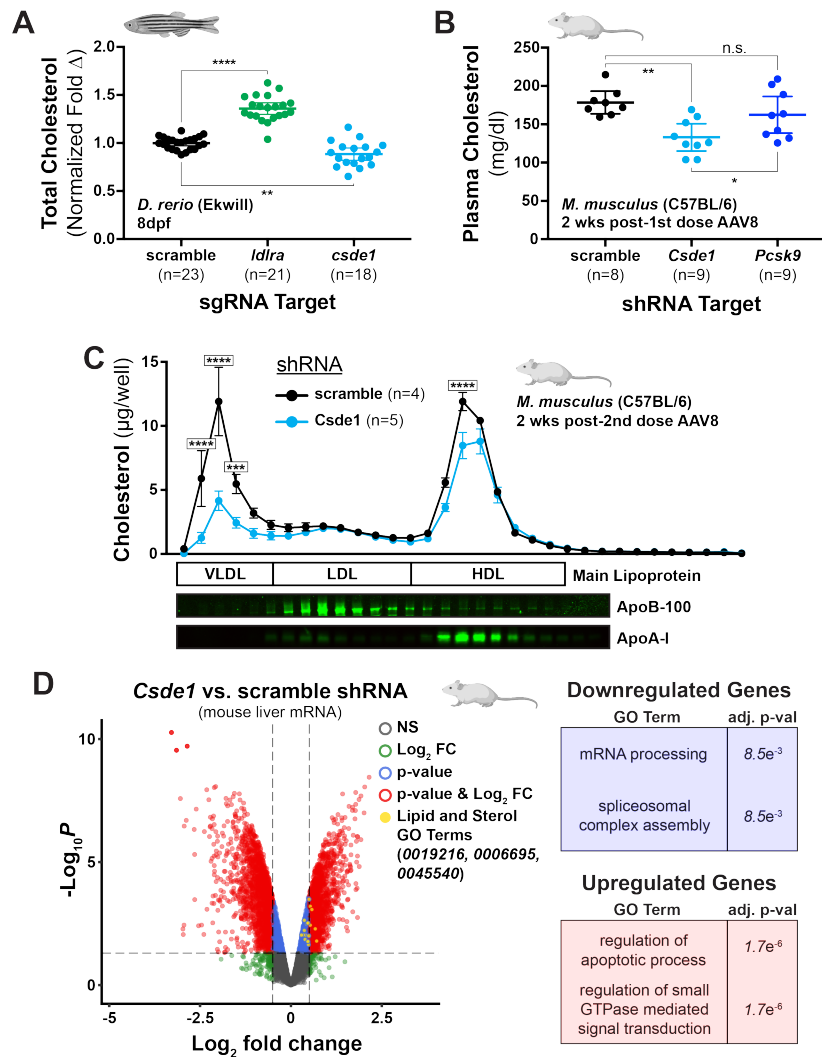 A
Total Cholesterol
(Normalized Fold Δ)
2.0
1.5
1.0
0.5
0.0
****
**
D. rerio (Ekwill)
8dpf
scramble
(n=23)
ldlra
(n=21)
csde1
(n=18)
sgRNA Target
B
Plasma Cholesterol
(mg/dl)
250
200
150
100
50
0
n.s.
**
*
M. musculus (C57BL/6)
2 wks post-1st dose AAV8
scramble
(n=8)
Csde1
(n=9)
Pcsk9
(n=9)
shRNA Target
C
Cholesterol (µg/well)
15
10
5
0
****
****
***
****
shRNA
scramble (n=4)
Csde1 (n=5)
M. musculus (C57BL/6)
2 wks post-2nd dose AAV8
VLDL
LDL
HDL
Main Lipoprotein
ApoB-100
ApoA-I
D
Csde1 vs. scramble shRNA
(mouse liver mRNA)
-Log10P
10
5
0
-5
-2.5
0
2.5
Log2 fold change
NS
Log2 FC
p-value
p-value & Log2 FC
Lipid and Sterol
GO Terms
(0019216, 0006695,
0045540)
Downregulated Genes
GO Term
adj. p-val
mRNA processing
8.5e-3
spliceosomal
complex assembly
8.5e-3
Upregulated Genes
GO Term
adj. p-val
regulation of
apoptotic process
1.7e-6
regulation of small
GTPase mediated
signal transduction
1.7e-6